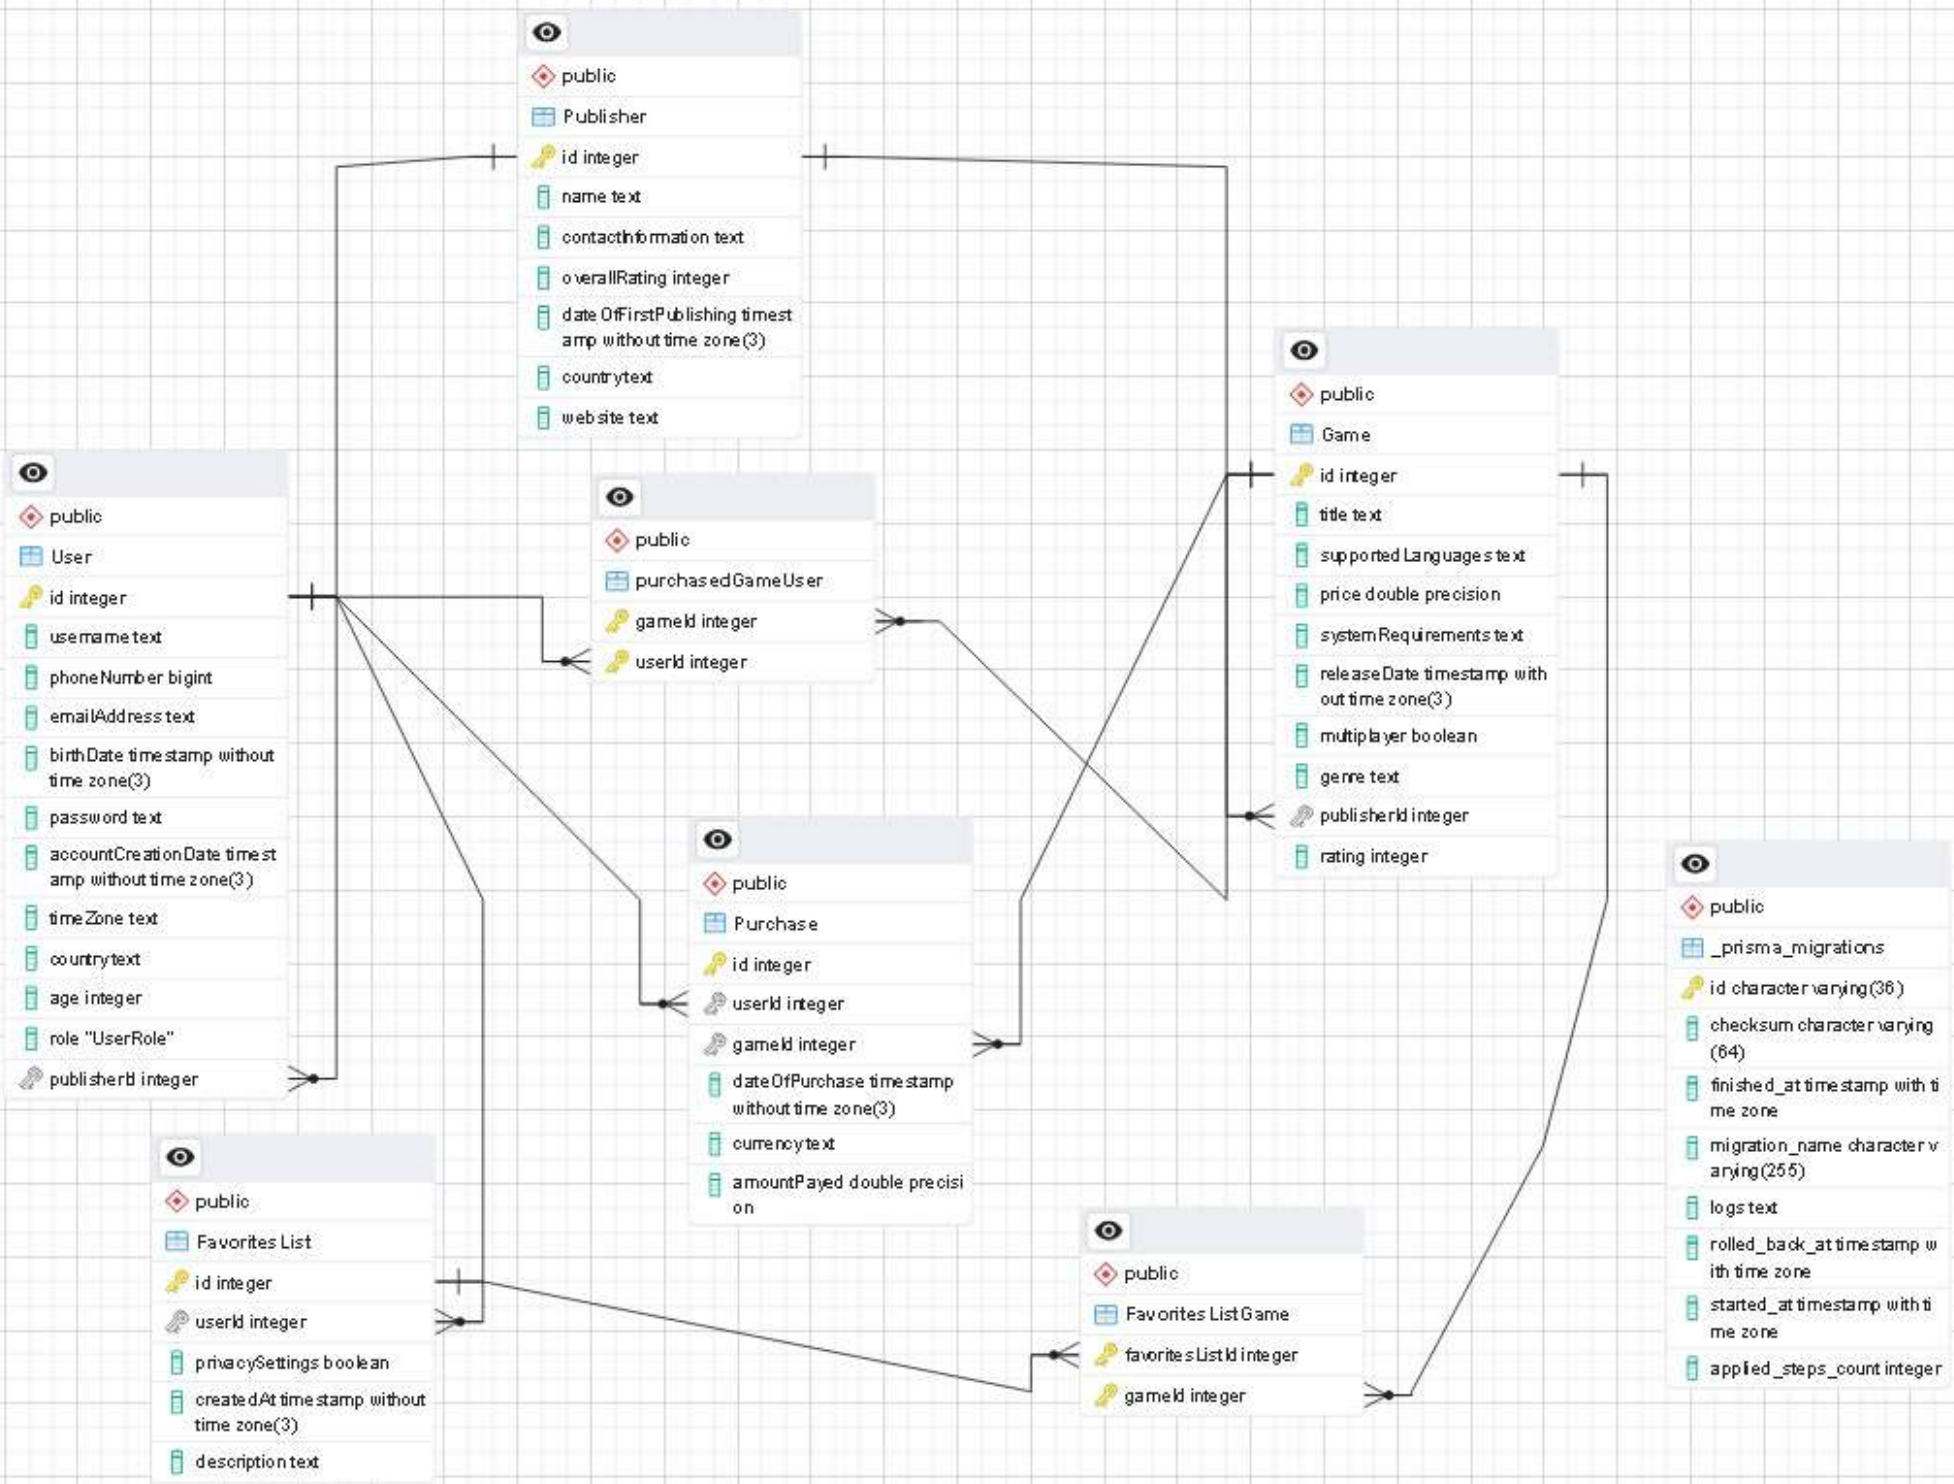 public
Publisher
id integer
name text
contactInformation text
overallRating integer
dateOfFirstPublishing timest
amp without time zone(3)
country text
website text
public
User
id integer
username text
phoneNumber bigint
emailAddress text
birthDate timestamp without
time zone(3)
password text
accountCreationDate timest
amp without time zone(3)
timeZone text
country text
age integer
role "UserRole"
publisherId integer
public
purchasedGameUser
gameId integer
userId integer
public
Game
id integer
title text
supportedLanguages text
price double precision
systemRequirements text
releaseDate timestamp with
out time zone(3)
multiplayer boolean
genre text
publisherId integer
rating integer
public
Purchase
id integer
userId integer
gameId integer
dateOfPurchase timestamp
without time zone(3)
currency text
amountPayed double precisi
on
public
_prisma_migrations
id character varying(36)
checksum character varying
(64)
finished_at timestamp with ti
me zone
migration_name character v
arying(255)
logs text
rolled_back_at timestamp w
ith time zone
started_at timestamp with ti
me zone
applied_steps_count integer
public
FavoritesList
id integer
userId integer
privacySettings boolean
createdAt timestamp without
time zone(3)
description text
public
FavoritesListGame
favoritesListId integer
gameId integer